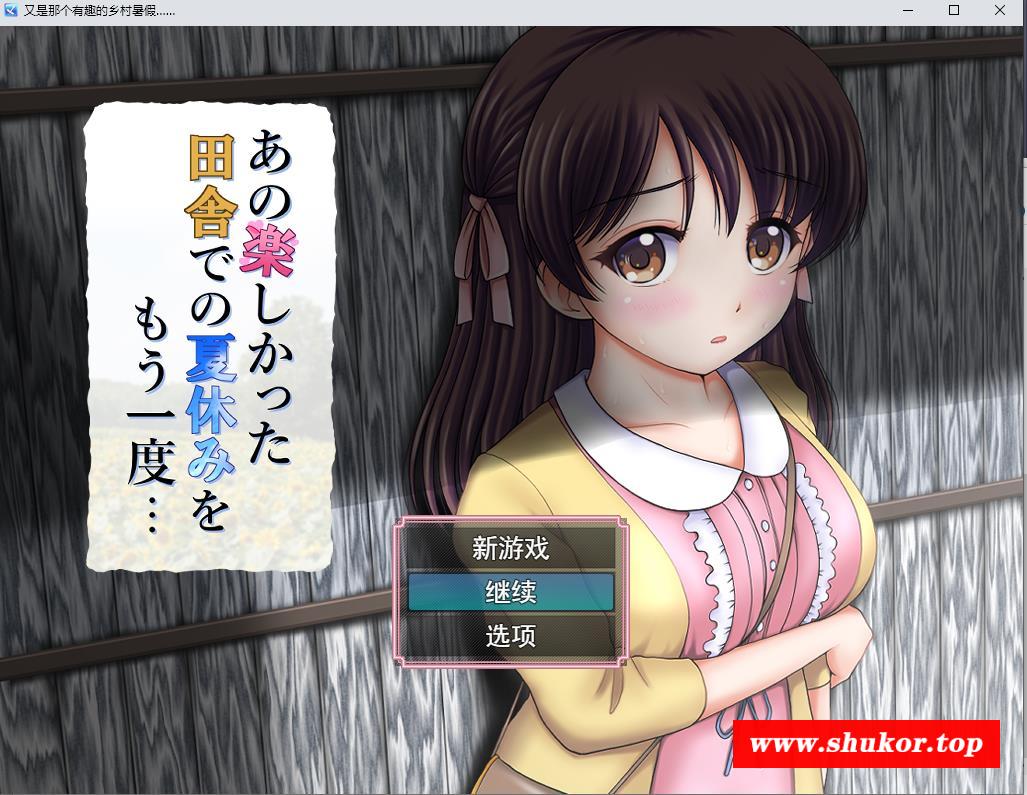 又是那个有趣的乡村暑假......
あの楽しかった
田舎での夏休みを
もう一度…
新游戏
继续
选项
www.shukor.top